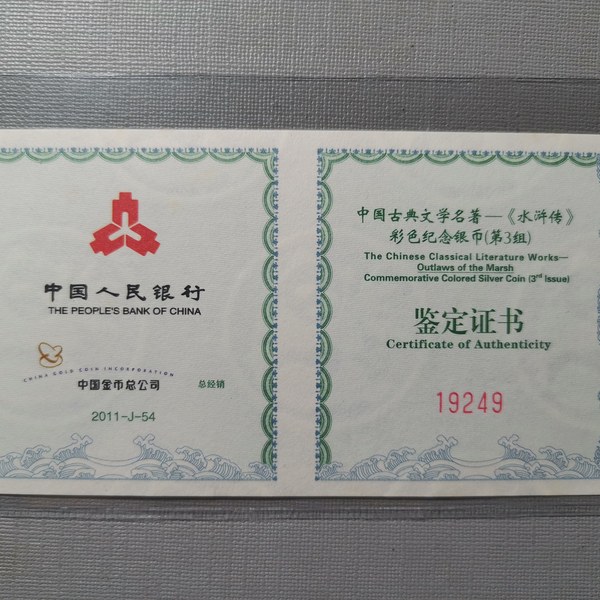 中国人民银行
THE PEOPLE'S BANK OF CHINA
CHINA GOLD COIN INCORPORATION
中国金币总公司 总经销
2011-J-54
中国古典文学名著—《水浒传》
彩色纪念银币(第3组)
The Chinese Classical Literature Works—
Outlaws of the Marsh
Commemorative Colored Silver Coin (3rd Issue)
鉴定证书
Certificate of Authenticity
19249